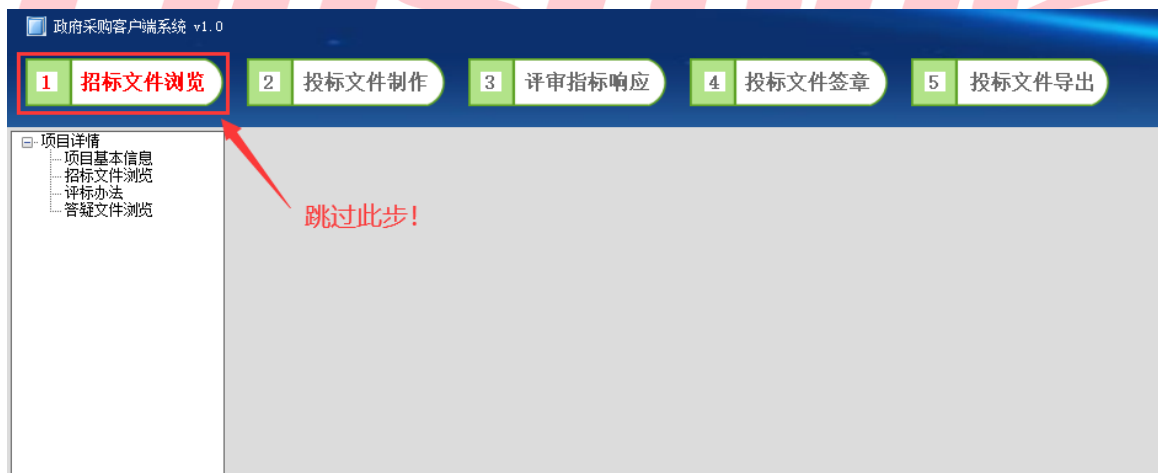 政府采购客户端系统 v1.0
1 招标文件浏览 2 投标文件制作 3 评审指标响应 4 投标文件签章 5 投标文件导出
项目详情
项目基本信息
招标文件浏览
评标办法
答疑文件浏览
跳过此步！